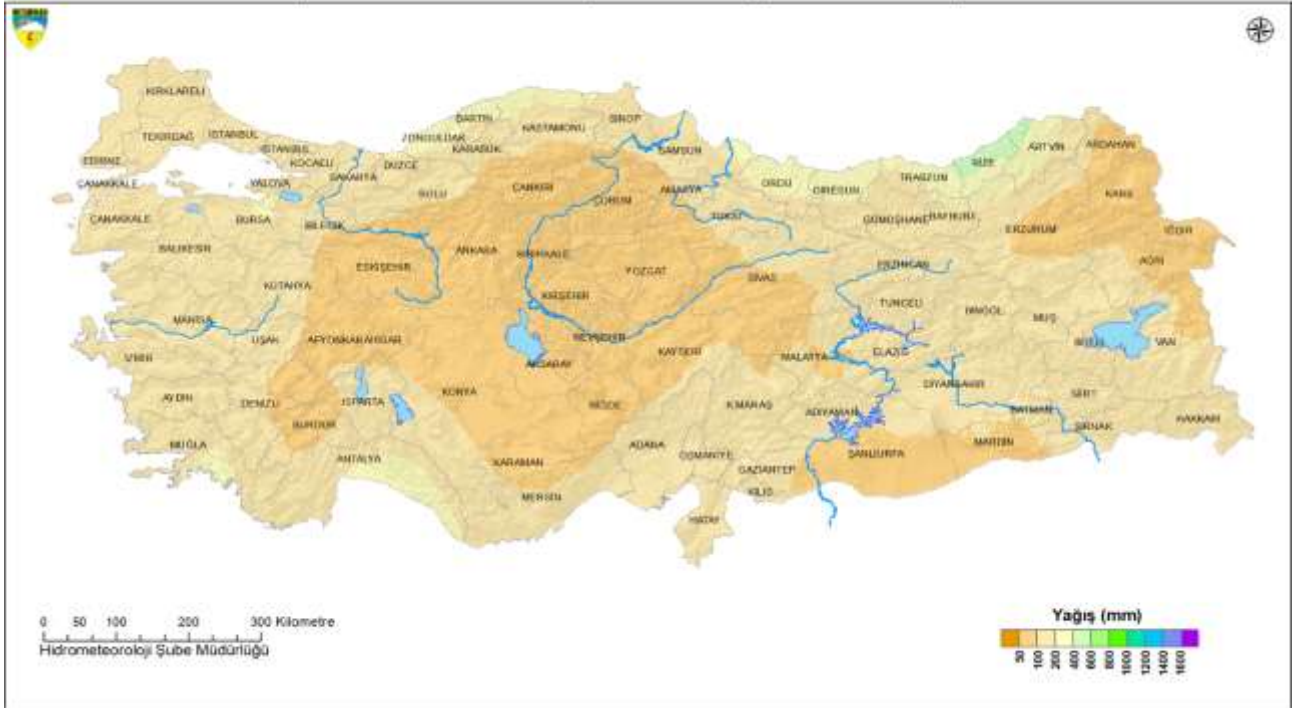 KIRKLARELİ
TEKİRDAĞ
İSTANBUL
EDİRNE
İSTANBUL
KOCAELİ
YALOVA
SAKARYA
DÜZCE
ZONGULDAK
BARTIN
KARABÜK
KASTAMONU
SİNOP
SAMSUN
ORDU
GİRESUN
TRABZON
RİZE
ARTVİN
ARDAHAN
ÇANAKKALE
ÇANAKKALE
BALIKESİR
BURSA
BİLECİK
BOLU
ÇANKIRI
ÇORUM
AMASYA
TOKAT
GÜMÜŞHANE
BAYBURT
ERZURUM
KARS
IĞDIR
AĞRI
ESKİŞEHİR
ANKARA
KIRIKKALE
YOZGAT
SİVAS
ERZİNCAN
TUNCELİ
BİNGÖL
MUŞ
KÜTAHYA
MANİSA
UŞAK
AFYONKARAHİSAR
KIRŞEHİR
NEVŞEHİR
AKSARAY
KAYSERİ
MALATYA
ELAZIĞ
BİTLİS
VAN
İZMİR
AYDIN
DENİZLİ
ISPARTA
KONYA
NİĞDE
K.MARAŞ
ADIYAMAN
DİYARBAKIR
BATMAN
SİİRT
ŞIRNAK
HAKKARİ
MUĞLA
BURDUR
ANTALYA
KARAMAN
ADANA
OSMANİYE
GAZİANTEP
ŞANLIURFA
MARDİN
KİLİS
MERSİN
HATAY
0 50 100 200 300 Kilometre
Hidrometeoroloji Şube Müdürlüğü
Yağış (mm)
50 100 200 400 600 800 1000 1200 1400 1600